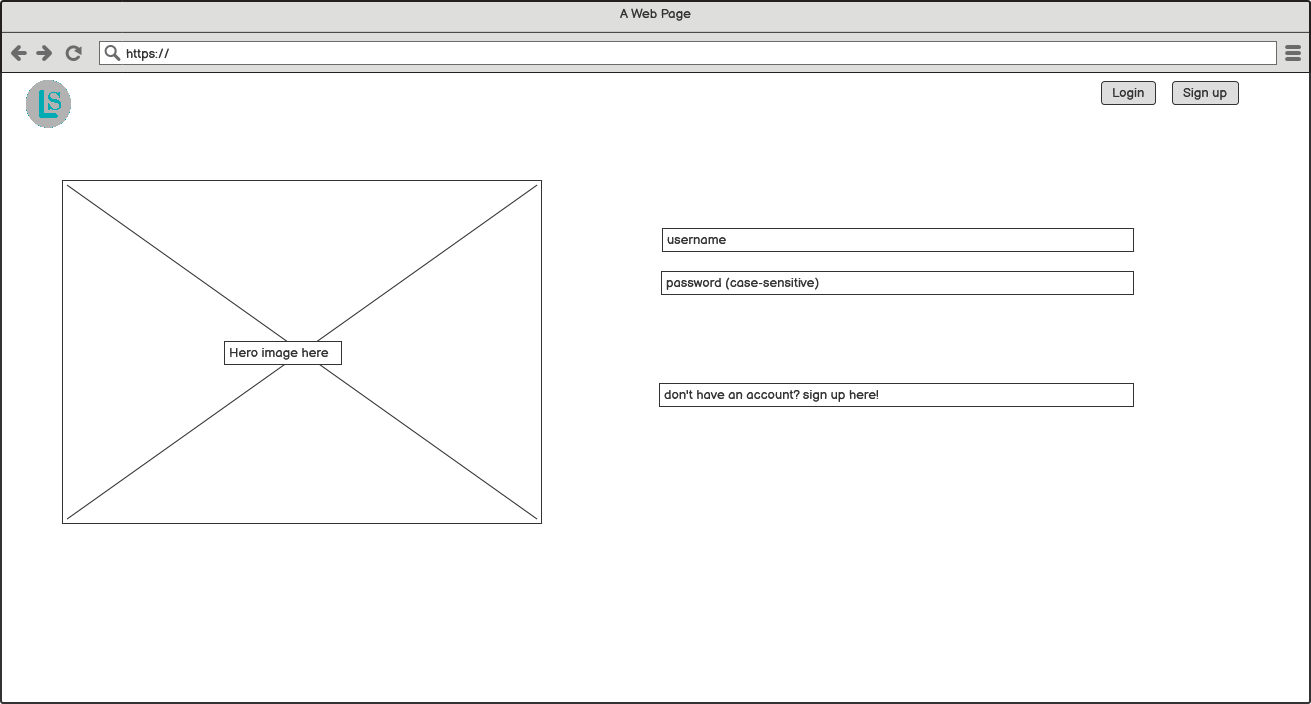 A Web Page
https://
LS
Login
Sign up
username
password (case-sensitive)
Hero image here
don't have an account? sign up here!